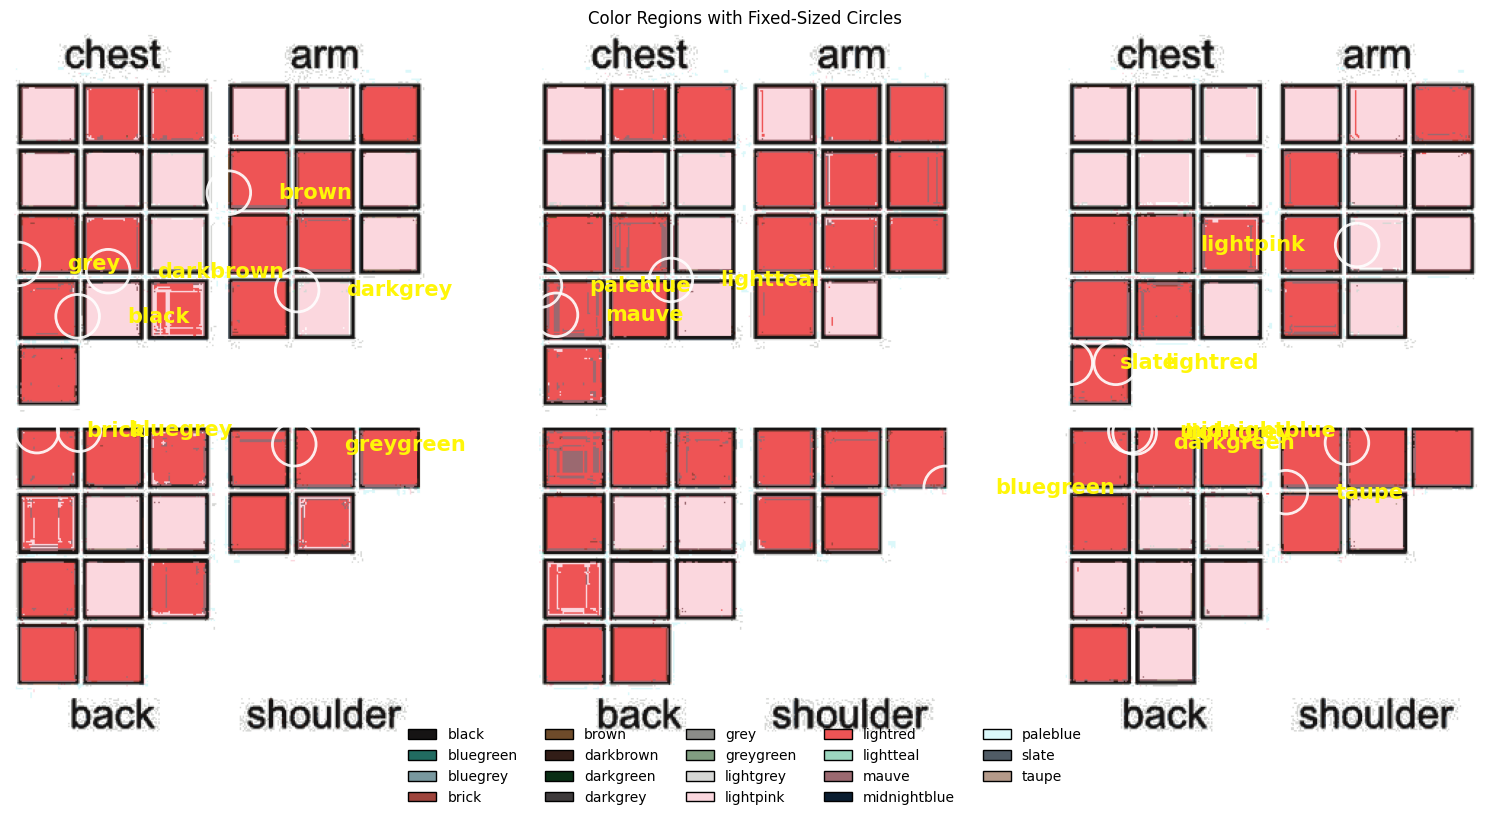 Color Regions with Fixed-Sized Circles
chest arm chest arm chest arm
brown
lightpink
grey
darkbrown
lightteal
paleblue
darkgrey
black
mauve
slate
lightred
brick
bluegrey
midnightblue
darkgreen
greygreen
bluegreen
taupe
back shoulder back shoulder back shoulder
black brown grey lightred paleblue
bluegreen darkbrown greygreen lightteal slate
bluegrey darkgreen lightgrey mauve taupe
brick darkgrey lightpink midnightblue